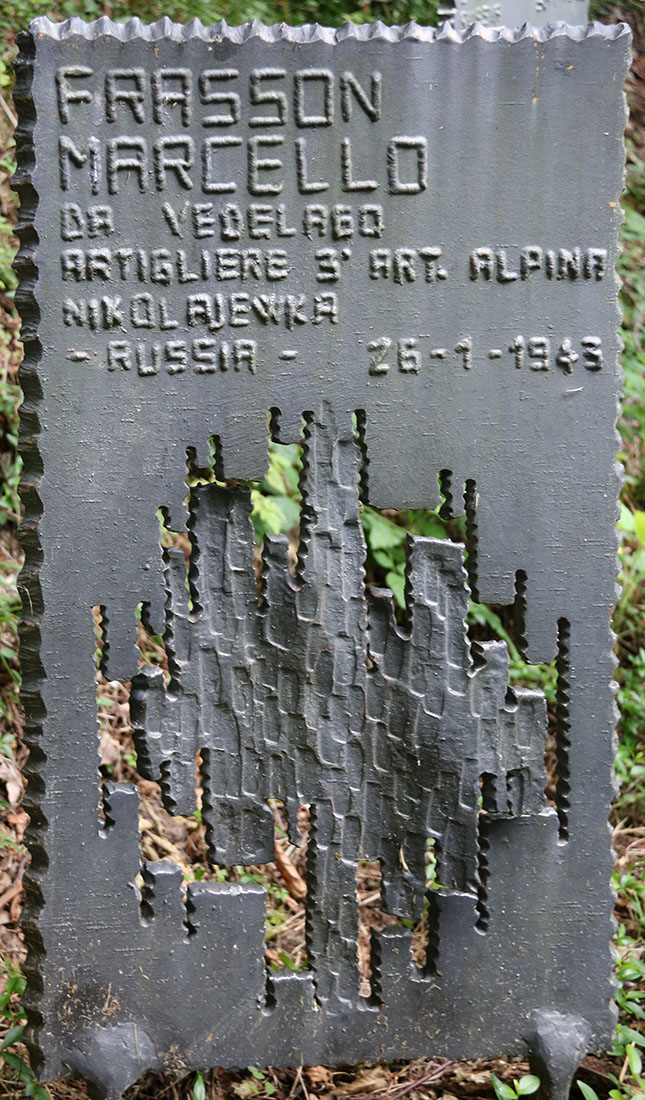 FRASSON
MARCELLO
DA VEDELAGO
ARTIGLIERE 3° ART. ALPINA
NIKOLAJEWKA
- RUSSIA - 26-1-1943